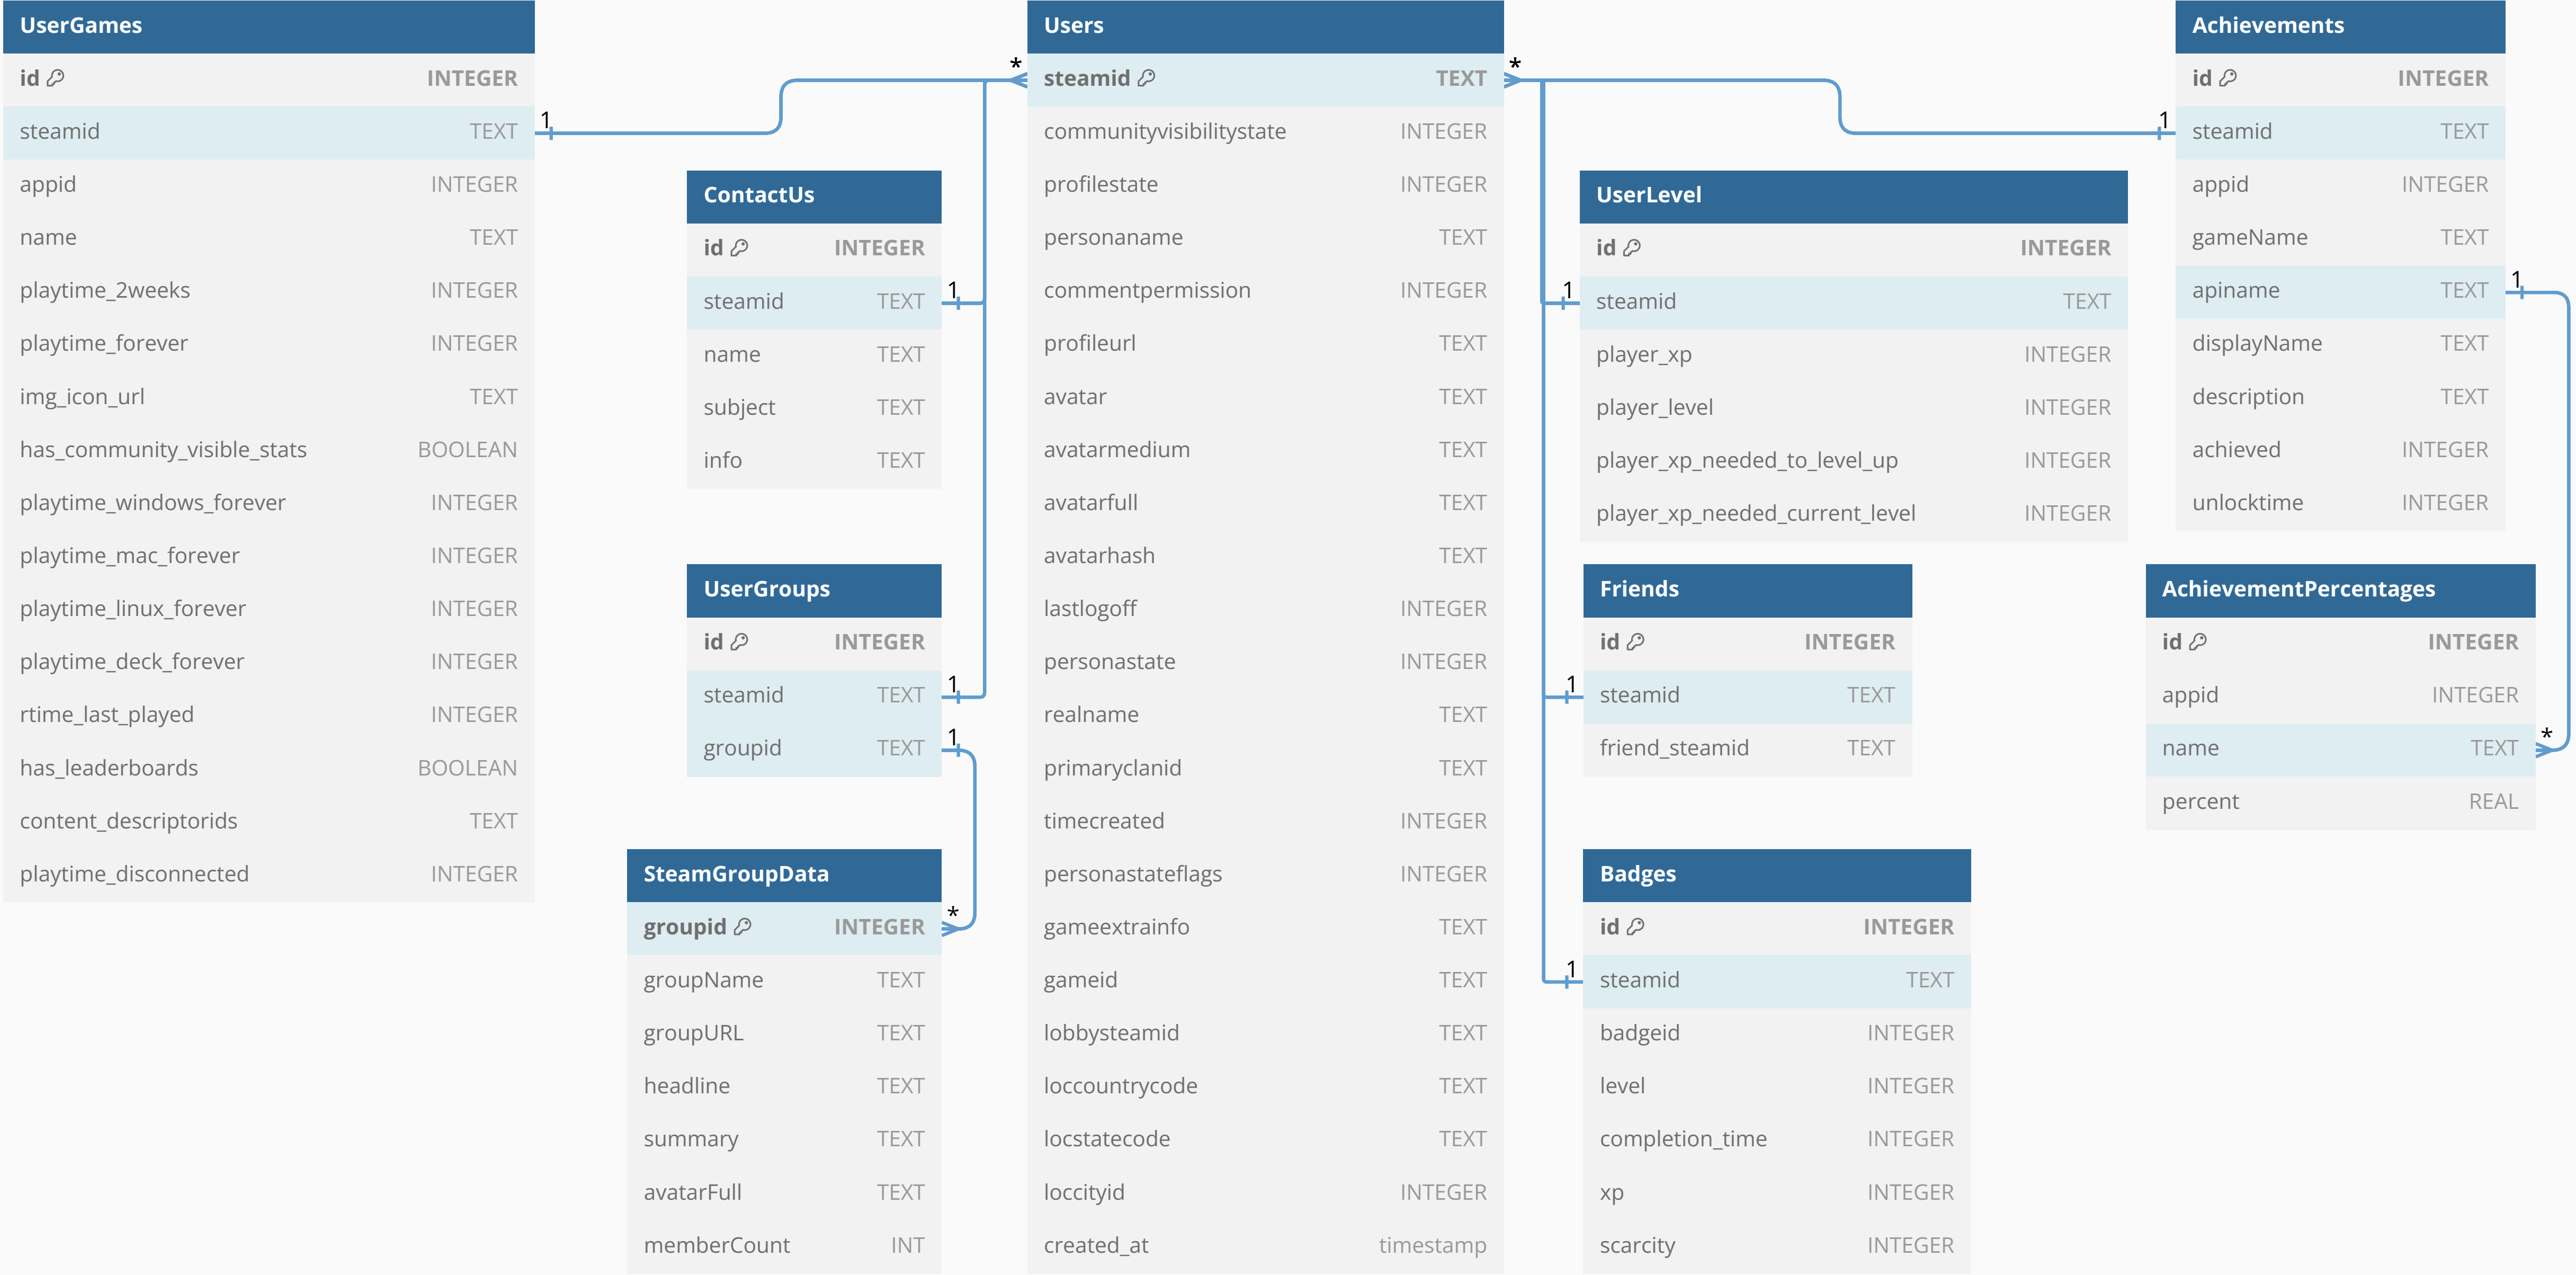 UserGames
id INTEGER
steamid TEXT
appid INTEGER
name TEXT
playtime_2weeks INTEGER
playtime_forever INTEGER
img_icon_url TEXT
has_community_visible_stats BOOLEAN
playtime_windows_forever INTEGER
playtime_mac_forever INTEGER
playtime_linux_forever INTEGER
playtime_deck_forever INTEGER
rtime_last_played INTEGER
has_leaderboards BOOLEAN
content_descriptorids TEXT
playtime_disconnected INTEGER
1
*
ContactUs
id INTEGER
steamid TEXT
1
name TEXT
subject TEXT
info TEXT
UserGroups
id INTEGER
steamid TEXT
1
groupid TEXT
1
SteamGroupData
groupid INTEGER
*
groupName TEXT
groupURL TEXT
headline TEXT
summary TEXT
avatarFull TEXT
memberCount INT
Users
steamid TEXT
*
communityvisibilitystate INTEGER
profilestate INTEGER
personaname TEXT
commentpermission INTEGER
profileurl TEXT
avatar TEXT
avatarmedium TEXT
avatarfull TEXT
avatarhash TEXT
lastlogoff INTEGER
personastate INTEGER
realname TEXT
primaryclanid TEXT
timecreated INTEGER
personastateflags INTEGER
gameextrainfo TEXT
gameid TEXT
lobbysteamid TEXT
loccountrycode TEXT
locstatecode TEXT
loccityid INTEGER
created_at timestamp
UserLevel
id INTEGER
1
steamid TEXT
player_xp INTEGER
player_level INTEGER
player_xp_needed_to_level_up INTEGER
player_xp_needed_current_level INTEGER
Friends
id INTEGER
1
steamid TEXT
friend_steamid TEXT
Badges
id INTEGER
1
steamid TEXT
badgeid INTEGER
level INTEGER
completion_time INTEGER
xp INTEGER
scarcity INTEGER
Achievements
id INTEGER
1
steamid TEXT
appid INTEGER
gameName TEXT
apiname TEXT
1
displayName TEXT
description TEXT
achieved INTEGER
unlocktime INTEGER
AchievementPercentages
id INTEGER
appid INTEGER
name TEXT
*
percent REAL